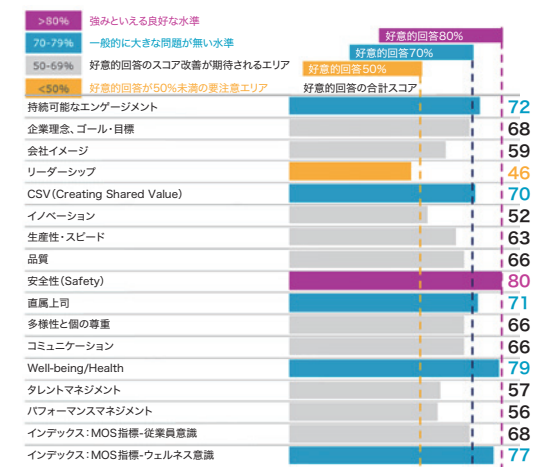 >80% 強みといえる良好な水準
好意的回答80%
70-79% 一般的に大きな問題が無い水準
好意的回答70%
50-69% 好意的回答のスコア改善が期待されるエリア
好意的回答50%
<50% 好意的回答が50%未満の要注意エリア
好意的回答の合計スコア
持続可能なエンゲージメント 72
企業理念、ゴール・目標 68
会社イメージ 59
リーダーシップ 46
CSV(Creating Shared Value) 70
イノベーション 52
生産性・スピード 63
品質 66
安全性(Safety) 80
直属上司 71
多様性と個の尊重 66
コミュニケーション 66
Well-being/Health 79
タレントマネジメント 57
パフォーマンスマネジメント 56
インデックス:MOS指標-従業員意識 68
インデックス:MOS指標-ウェルネス意識 77